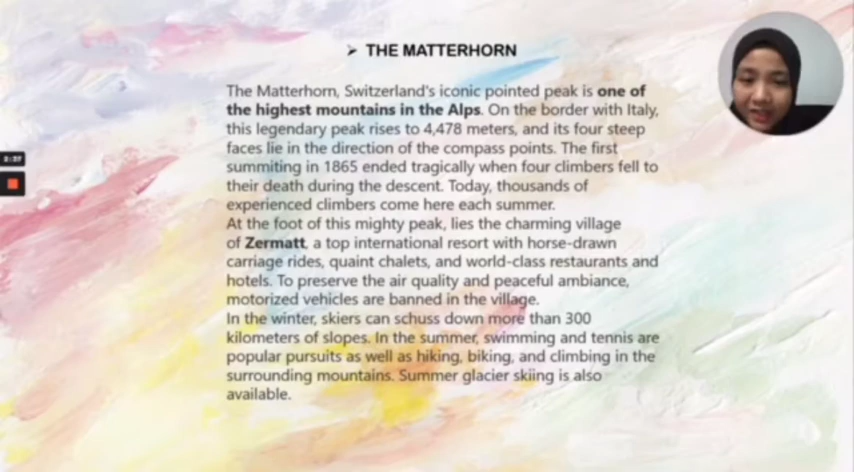 ➢ THE MATTERHORN
The Matterhorn, Switzerland's iconic pointed peak is one of
the highest mountains in the Alps. On the border with Italy,
this legendary peak rises to 4,478 meters, and its four steep
faces lie in the direction of the compass points. The first
summiting in 1865 ended tragically when four climbers fell to
their death during the descent. Today, thousands of
experienced climbers come here each summer.
At the foot of this mighty peak, lies the charming village
of Zermatt, a top international resort with horse-drawn
carriage rides, quaint chalets, and world-class restaurants and
hotels. To preserve the air quality and peaceful ambiance,
motorized vehicles are banned in the village.
In the winter, skiers can schuss down more than 300
kilometers of slopes. In the summer, swimming and tennis are
popular pursuits as well as hiking, biking, and climbing in the
surrounding mountains. Summer glacier skiing is also
available.